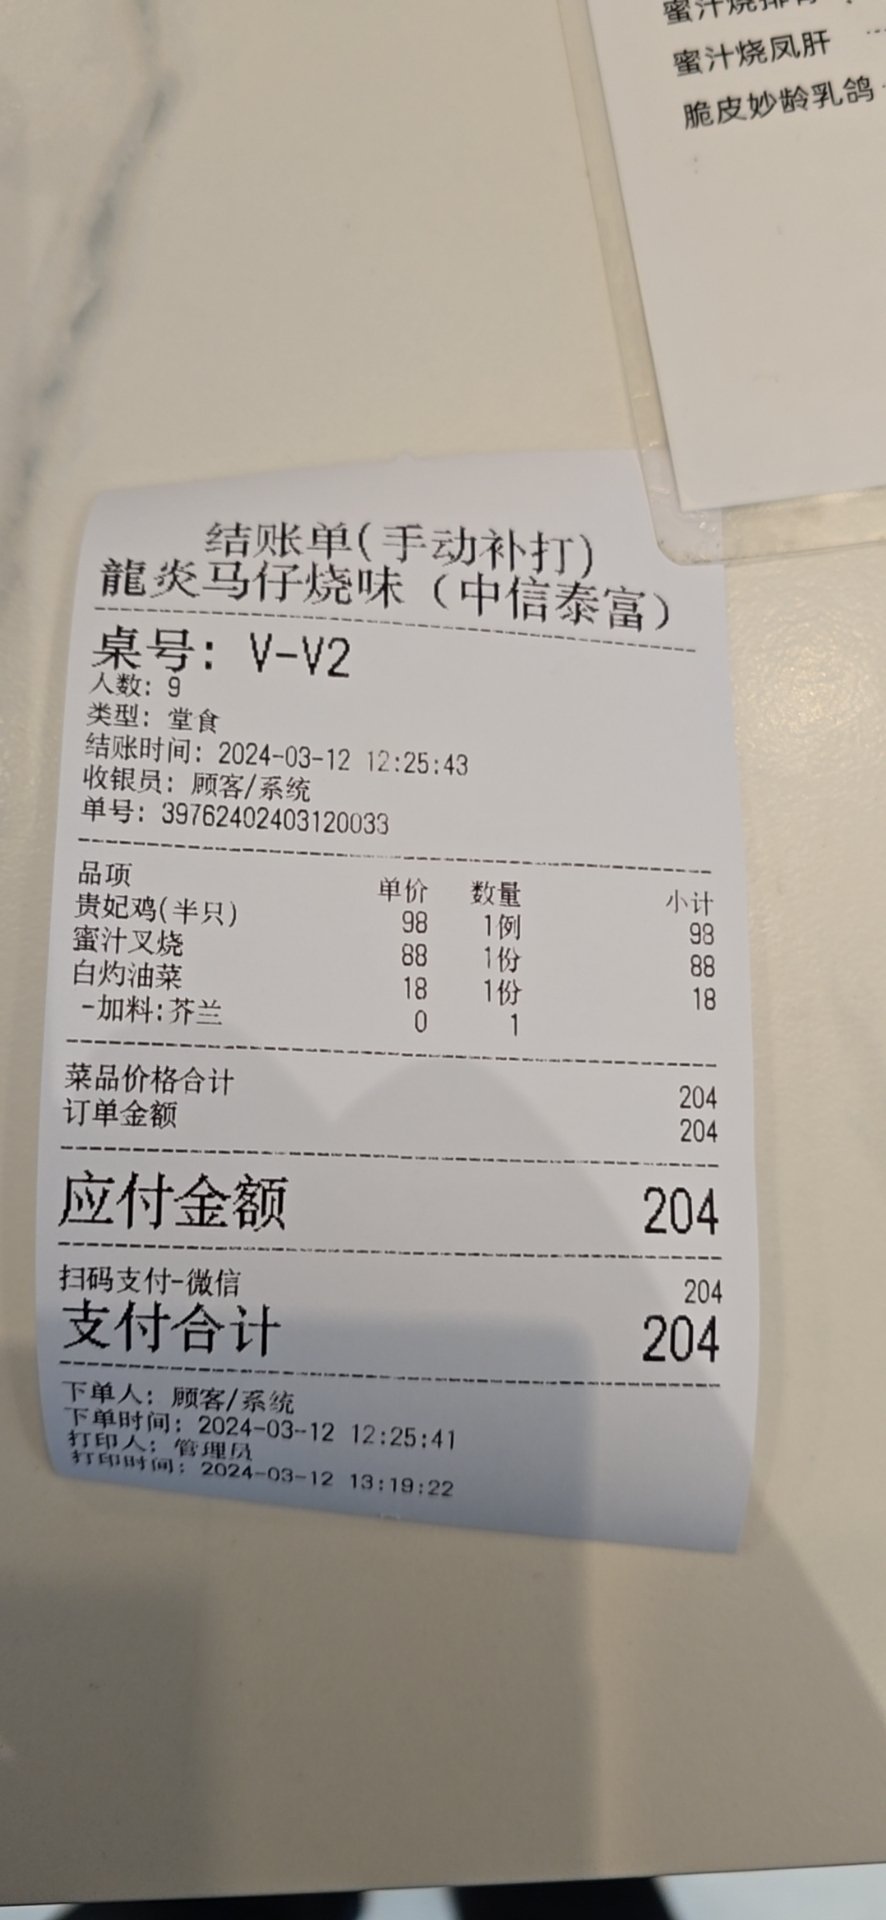 蜜汁烧排骨
蜜汁烧凤肝
脆皮妙龄乳鸽
结账单(手动补打)
龍炎马仔烧味（中信泰富）
桌号: V-V2
人数: 9
类型: 堂食
结账时间: 2024-03-12 12:25:43
收银员: 顾客/系统
单号: 39762402403120033
品项 单价 数量 小计
贵妃鸡(半只) 98 1例 98
蜜汁叉烧 88 1份 88
白灼油菜 18 1份 18
-加料:芥兰 0 1
菜品价格合计 204
订单金额 204
应付金额 204
扫码支付-微信 204
支付合计 204
下单人: 顾客/系统
下单时间: 2024-03-12 12:25:41
打印人: 管理员
打印时间: 2024-03-12 13:19:22